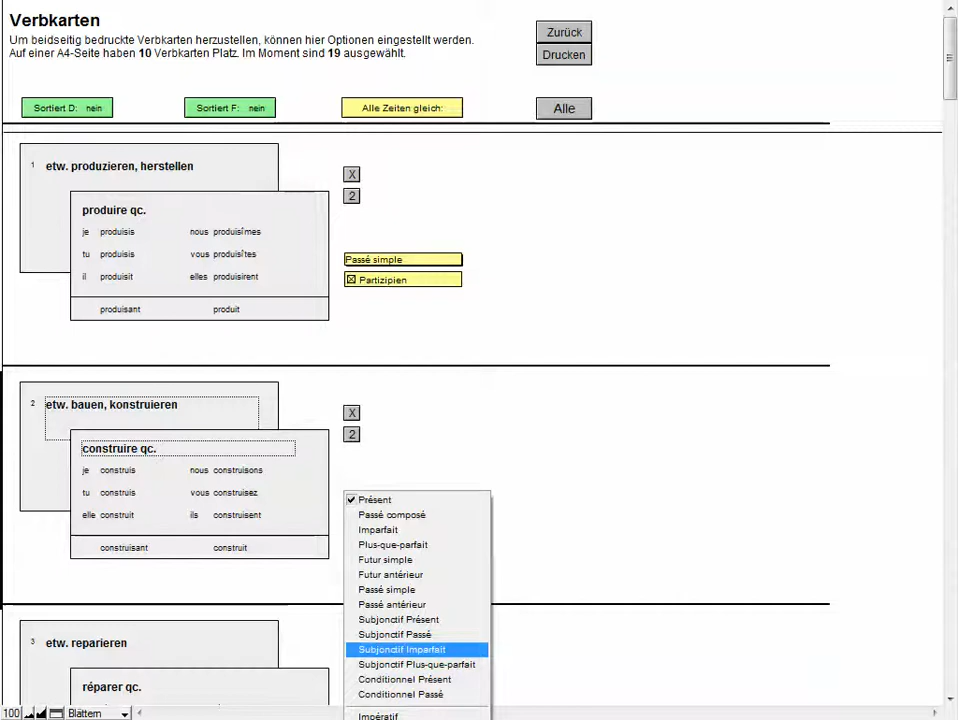 Verbkarten
Um beidseitig bedruckte Verbkarten herzustellen, können hier Optionen eingestellt werden.
Auf einer A4-Seite haben 10 Verbkarten Platz. Im Moment sind 19 ausgewählt.
Zurück
Drucken
Sortiert D: nein
Sortiert F: nein
Alle Zeiten gleich:
Alle
1 etw. produzieren, herstellen
X
2
produire qc.
je produisis nous produisîmes
tu produisis vous produisîtes
il produisit elles produisirent
produisant produit
Passé simple
Partizipien
2 etw. bauen, konstruieren
X
2
construire qc.
je construis nous construisons
tu construis vous construisez
elle construit ils construisent
construisant construit
Présent
Passé composé
Imparfait
Plus-que-parfait
Futur simple
Futur antérieur
Passé simple
Passé antérieur
Subjonctif Présent
Subjonctif Passé
Subjonctif Imparfait
Subjonctif Plus-que-parfait
Conditionnel Présent
Conditionnel Passé
Impératif
3 etw. reparieren
réparer qc.
100 Blättern